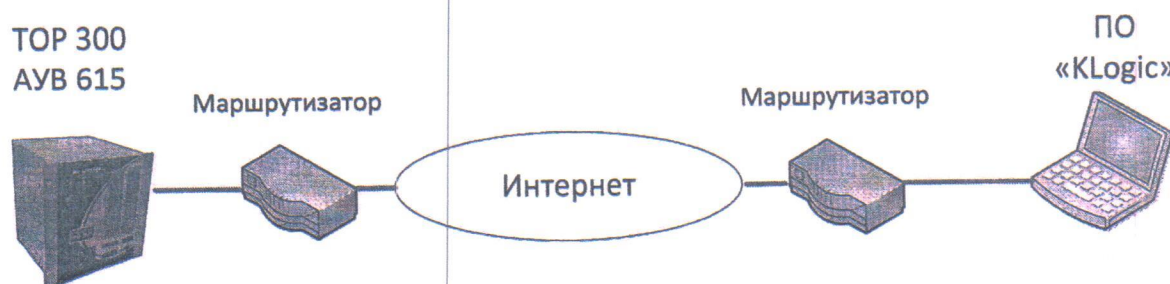 ТОР 300
АУВ 615
Маршрутизатор
Интернет
Маршрутизатор
ПО
«KLogic»